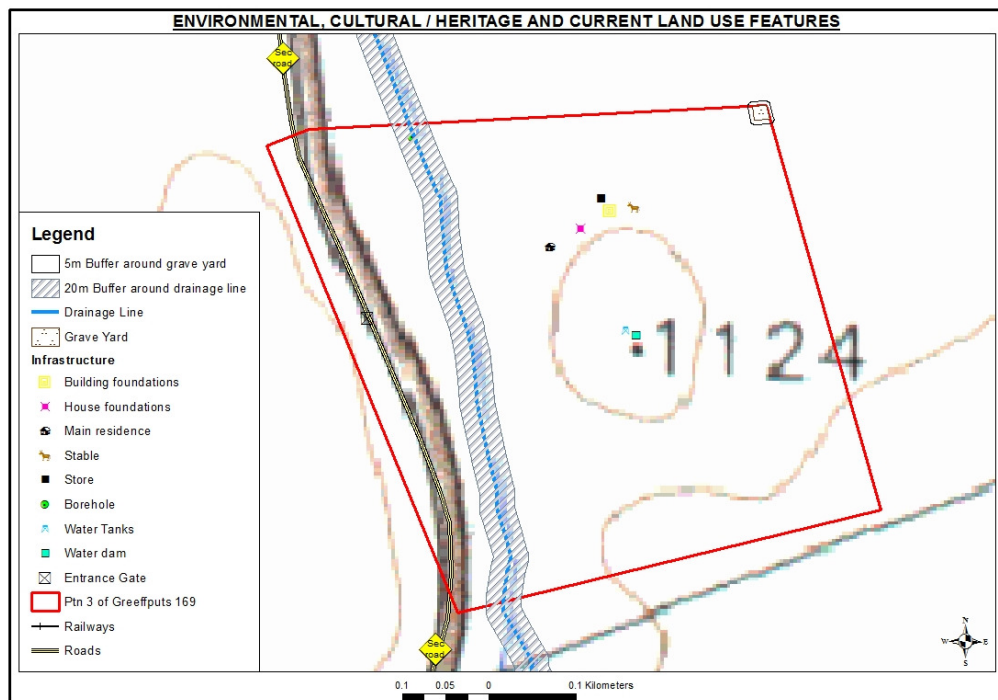 ENVIRONMENTAL, CULTURAL / HERITAGE AND CURRENT LAND USE FEATURES
Sec
road
Legend
5m Buffer around grave yard
20m Buffer around drainage line
Drainage Line
Grave Yard
Infrastructure
Building foundations
House foundations
Main residence
Stable
Store
Borehole
Water Tanks
Water dam
Entrance Gate
Ptn 3 of Greeffputs 169
Railways
Roads
1124
Sec
road
N
W E
S
0.1 0.05 0 0.1 Kilometers